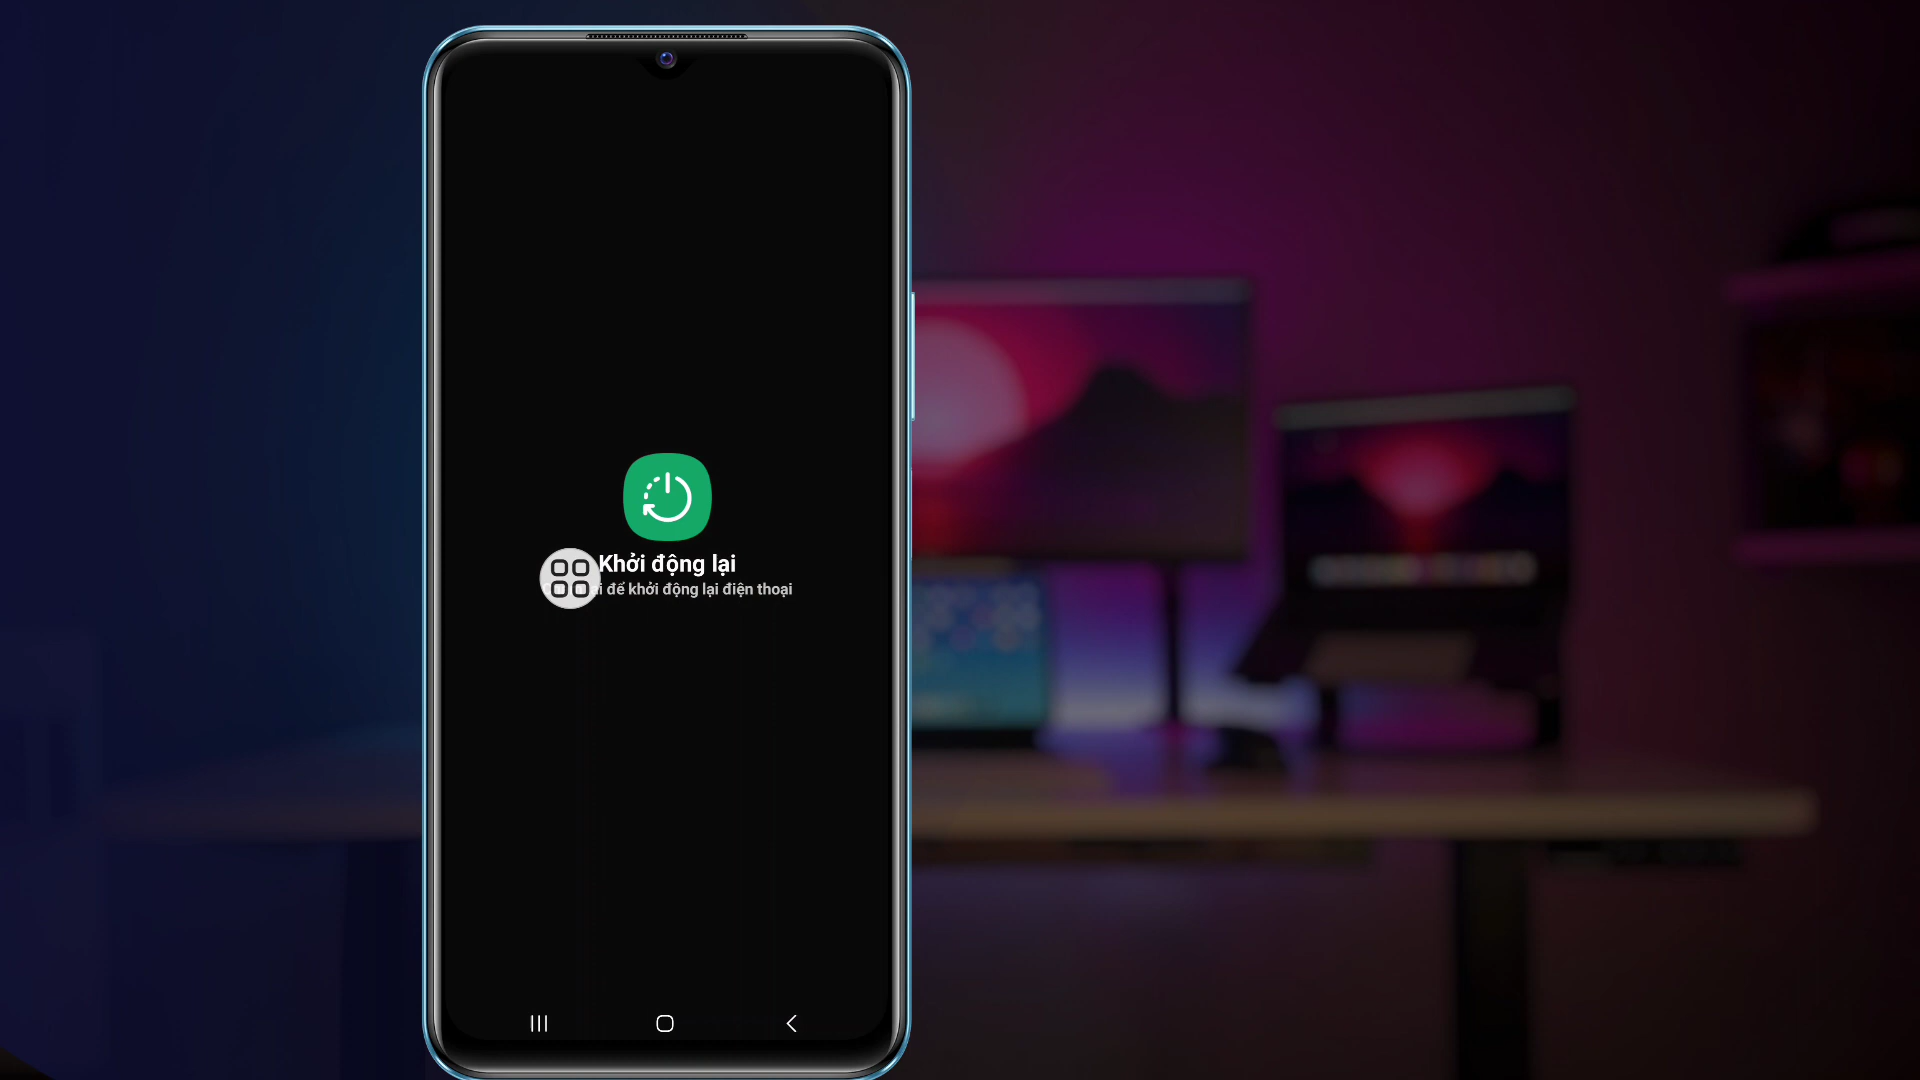 Khởi động lại
để khởi động lại điện thoại